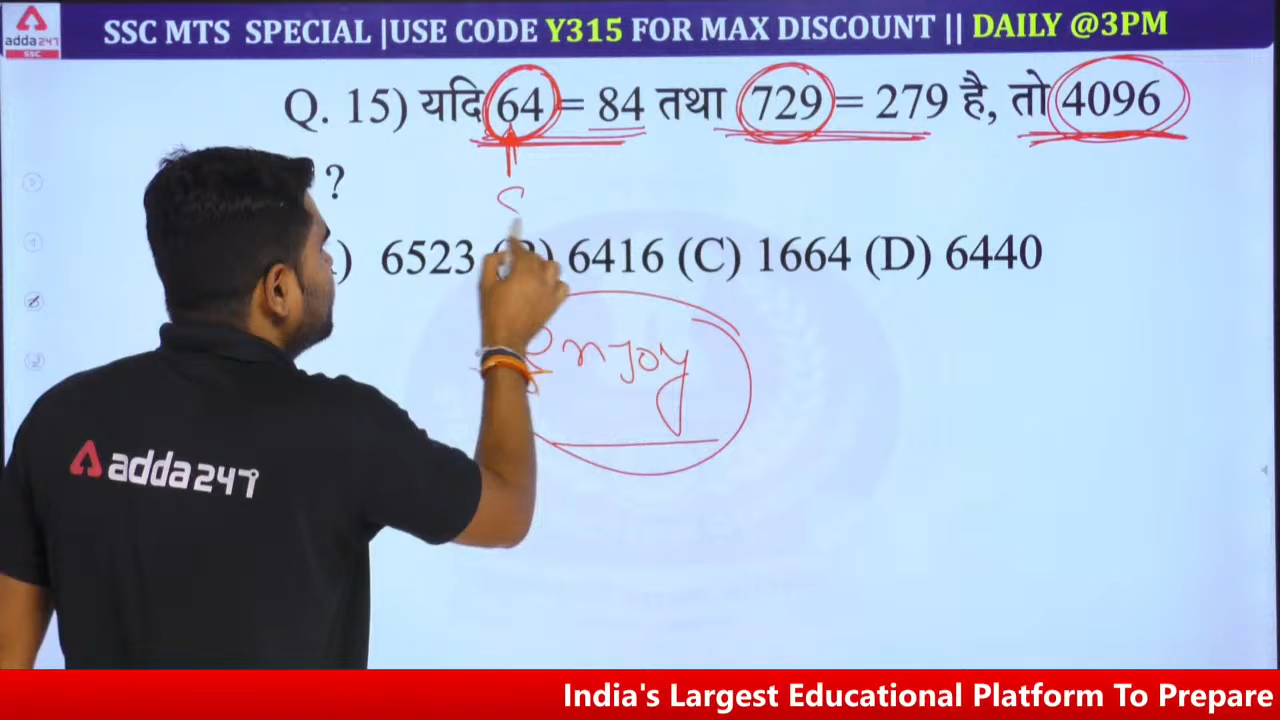 SSC MTS SPECIAL |USE CODE Y315 FOR MAX DISCOUNT || DAILY @3PM
adda247
SSC
Q. 15) यदि 64 = 84 तथा 729 = 279 है, तो 4096
?
) 6523 (B) 6416 (C) 1664 (D) 6440
enjoy
adda247
India's Largest Educational Platform To Prepare